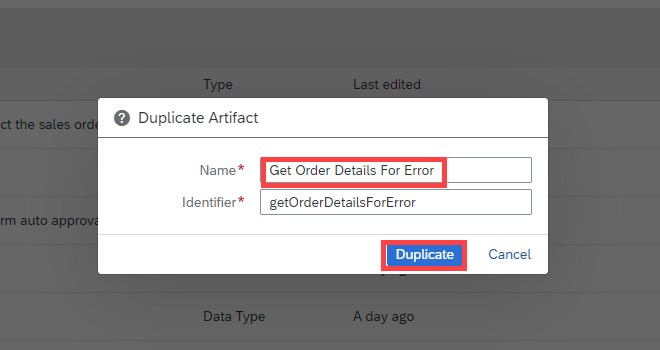 Type Last edited
ct the sales orde
? Duplicate Artifact
Name* Get Order Details For Error
Identifier* getOrderDetailsForError
rm auto approva
Duplicate Cancel
Data Type A day ago